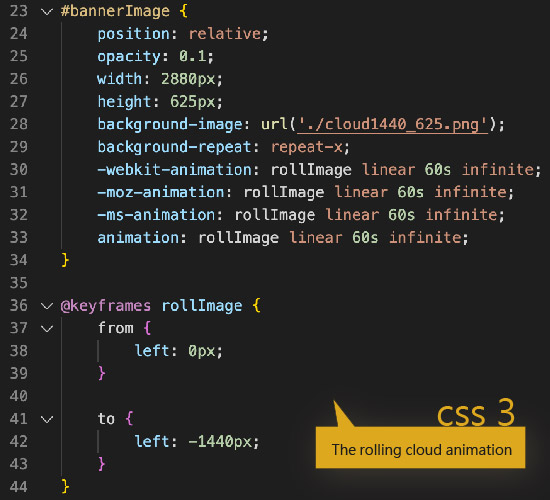 23 #bannerImage {
24 position: relative;
25 opacity: 0.1;
26 width: 2880px;
27 height: 625px;
28 background-image: url('./cloud1440_625.png');
29 background-repeat: repeat-x;
30 -webkit-animation: rollImage linear 60s infinite;
31 -moz-animation: rollImage linear 60s infinite;
32 -ms-animation: rollImage linear 60s infinite;
33 animation: rollImage linear 60s infinite;
34 }
35
36 @keyframes rollImage {
37 from {
38 left: 0px;
39 }
40
41 to {
42 left: -1440px;
43 }
44 }
css 3
The rolling cloud animation